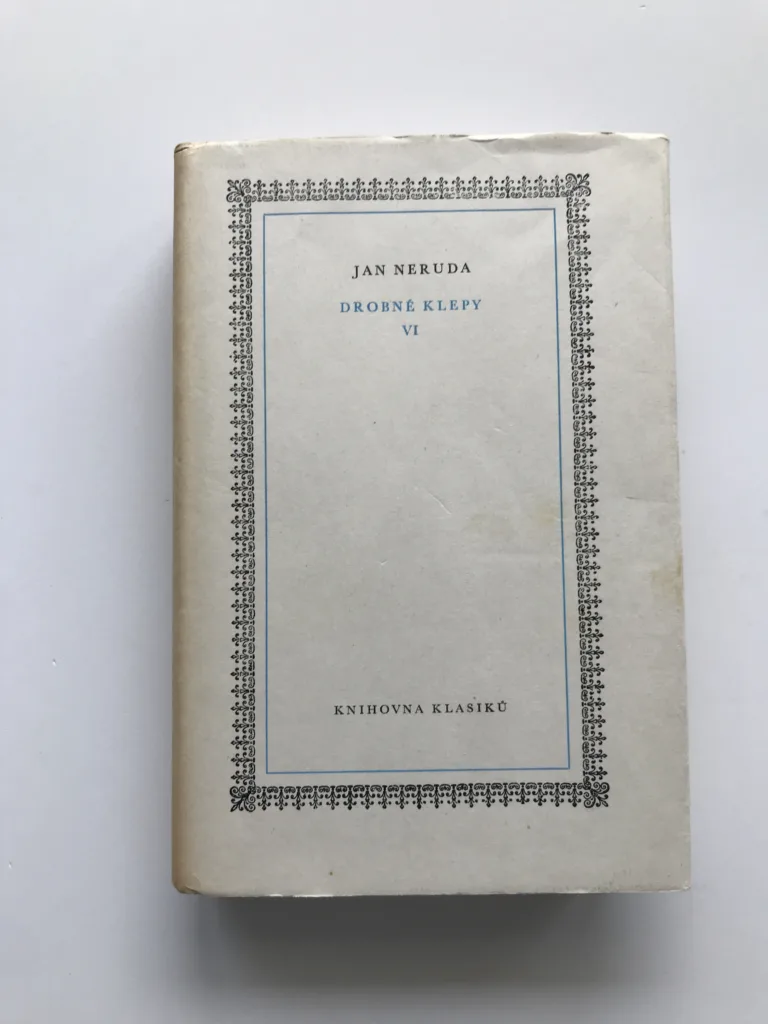 JAN NERUDA
DROBNÉ KLEPY
VI
KNIHOVNA KLASIKŮ